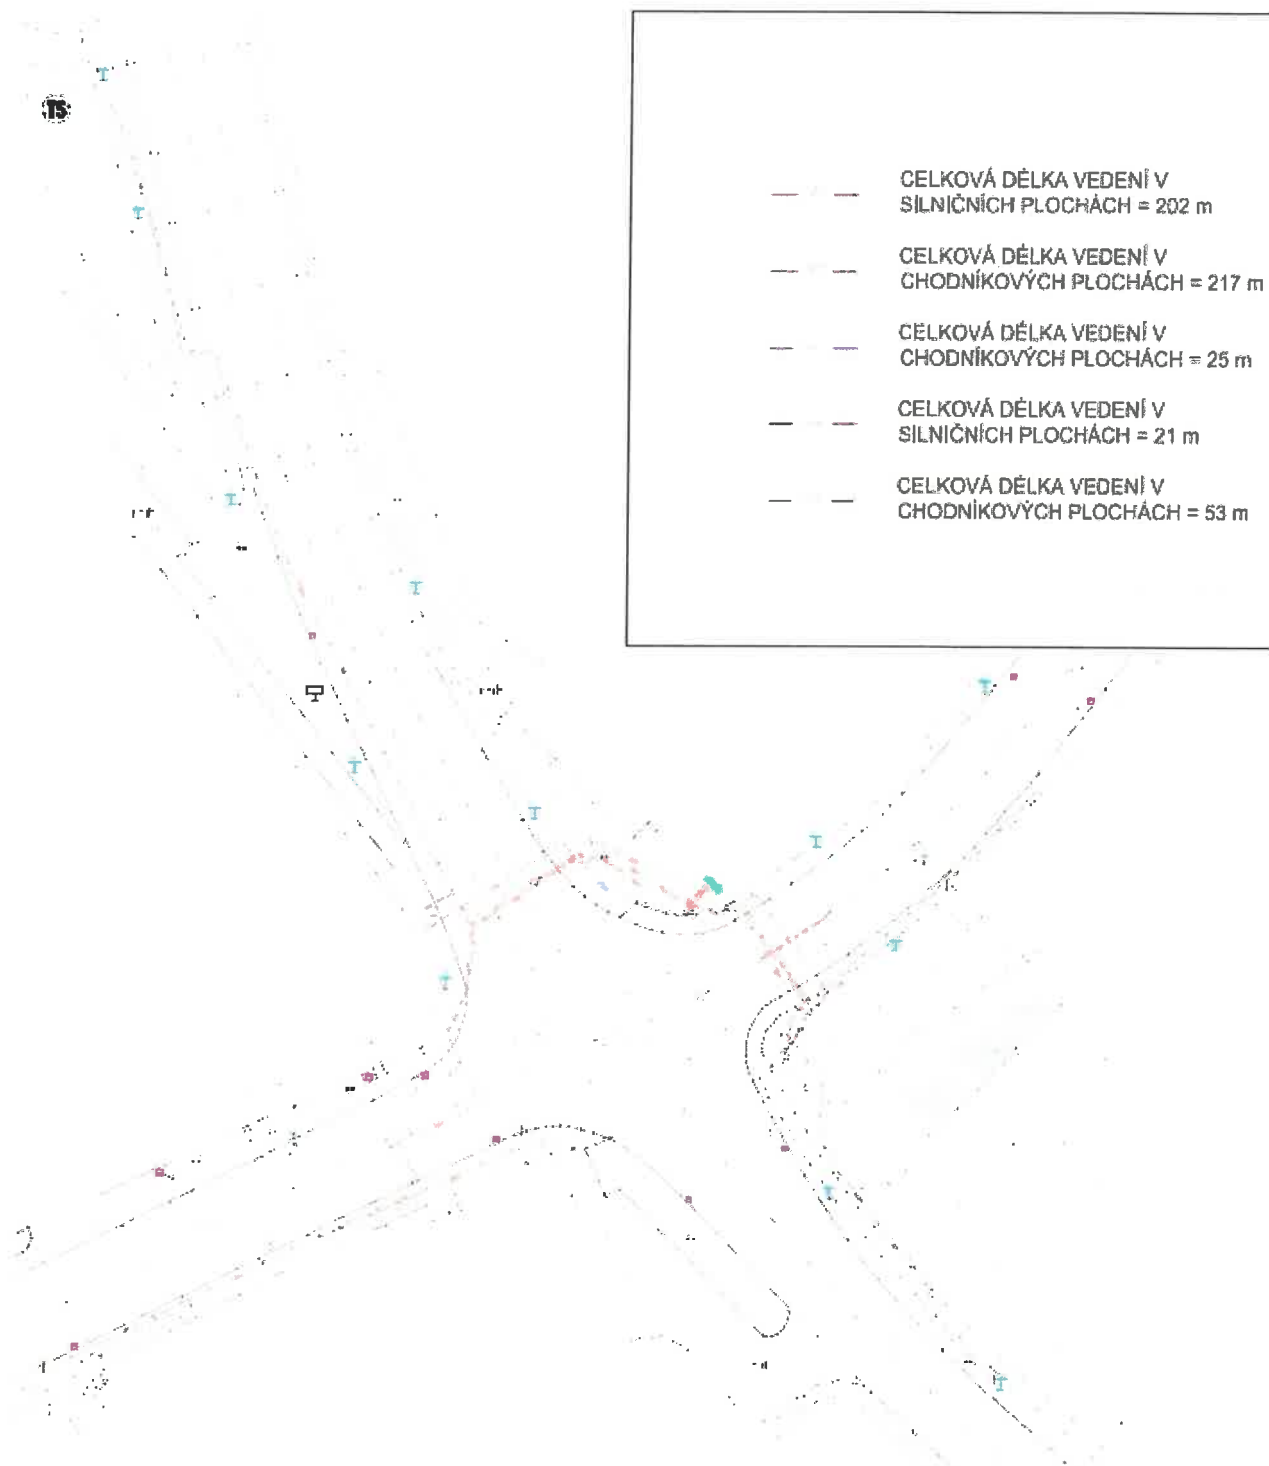 TS
CELKOVÁ DÉLKA VEDENÍ V
SILNIČNÍCH PLOCHÁCH = 202 m
CELKOVÁ DÉLKA VEDENÍ V
CHODNÍKOVÝCH PLOCHÁCH = 217 m
CELKOVÁ DÉLKA VEDENÍ V
CHODNÍKOVÝCH PLOCHÁCH = 25 m
CELKOVÁ DÉLKA VEDENÍ V
SILNIČNÍCH PLOCHÁCH = 21 m
CELKOVÁ DÉLKA VEDENÍ V
CHODNÍKOVÝCH PLOCHÁCH = 53 m